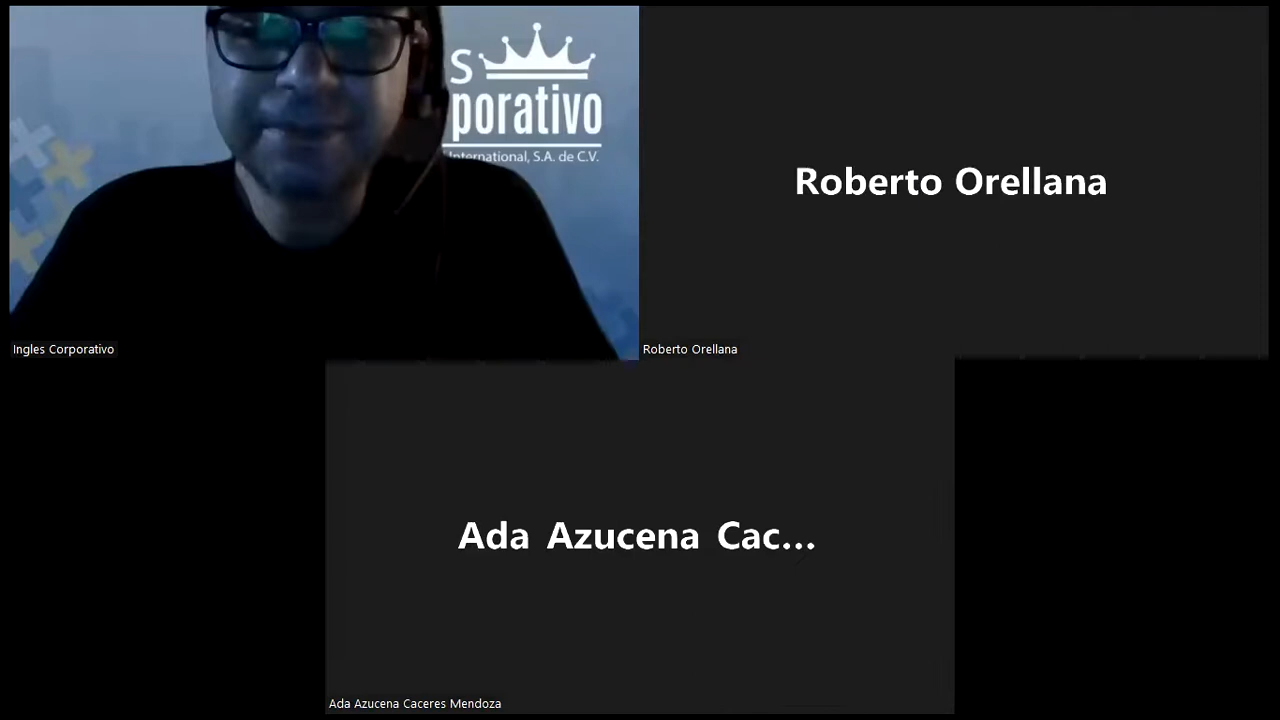 S
porativo
International, S.A. de C.V.
Roberto Orellana
Ingles Corporativo
Roberto Orellana
Ada Azucena Cac...
Ada Azucena Caceres Mendoza